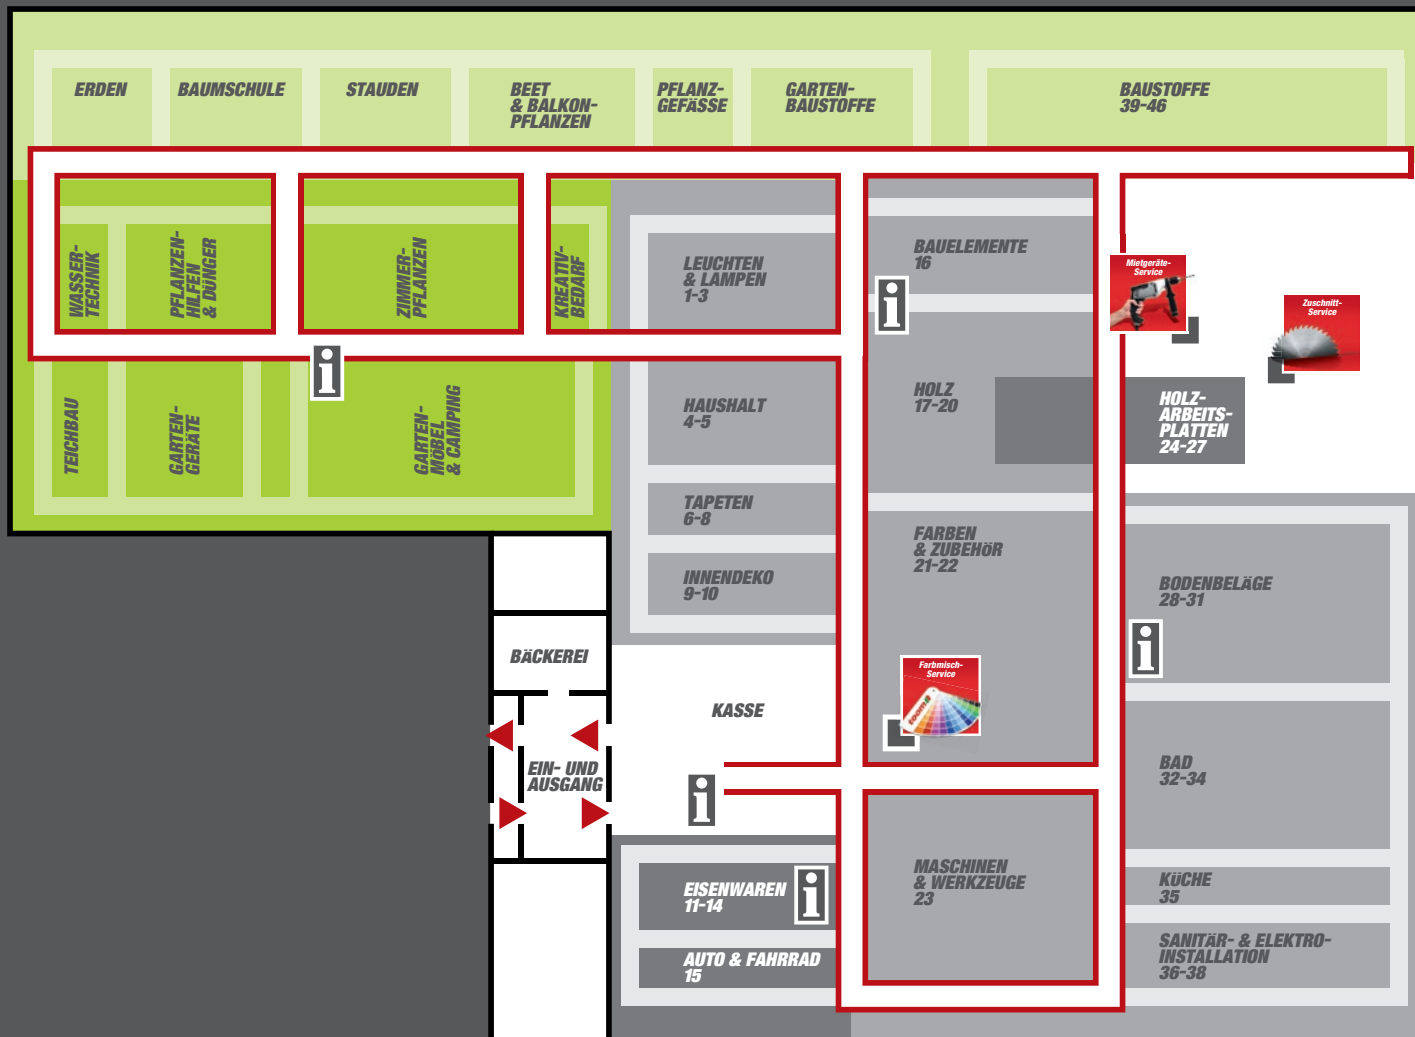 ERDEN
BAUMSCHULE
STAUDEN
BEET
& BALKON-
PFLANZEN
PFLANZ-
GEFÄSSE
GARTEN-
BAUSTOFFE
BAUSTOFFE
39-46
WASSER-
TECHNIK
PFLANZEN-
HILFEN
& DÜNGER
ZIMMER-
PFLANZEN
KREATIV-
BEDARF
LEUCHTEN
& LAMPEN
1-3
BAUELEMENTE
16
i
Mietgeräte-
Service
Zuschnitt-
Service
i
TEICHBAU
GARTEN-
GERÄTE
GARTEN-
MÖBEL
& CAMPING
HAUSHALT
4-5
HOLZ
17-20
HOLZ-
ARBEITS-
PLATTEN
24-27
TAPETEN
6-8
FARBEN
& ZUBEHÖR
21-22
INNENDEKO
9-10
BODENBELÄGE
28-31
i
BÄCKEREI
Farbmisch-
Service
toom
KASSE
EIN- UND
AUSGANG
i
BAD
32-34
EISENWAREN
11-14
i
MASCHINEN
& WERKZEUGE
23
KÜCHE
35
AUTO & FAHRRAD
15
SANITÄR- & ELEKTRO-
INSTALLATION
36-38